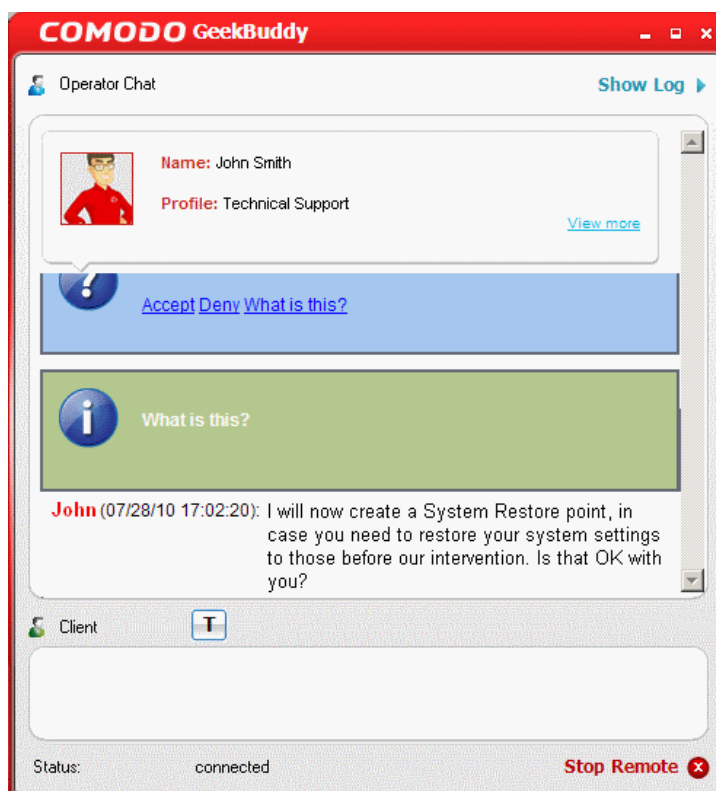 COMODO GeekBuddy
Operator Chat
Show Log
Name: John Smith
Profile: Technical Support
View more
?
Accept Deny What is this?
i
What is this?
John (07/28/10 17:02:20): I will now create a System Restore point, in
case you need to restore your system settings
to those before our intervention. Is that OK with
you?
Client
T
Status: connected
Stop Remote